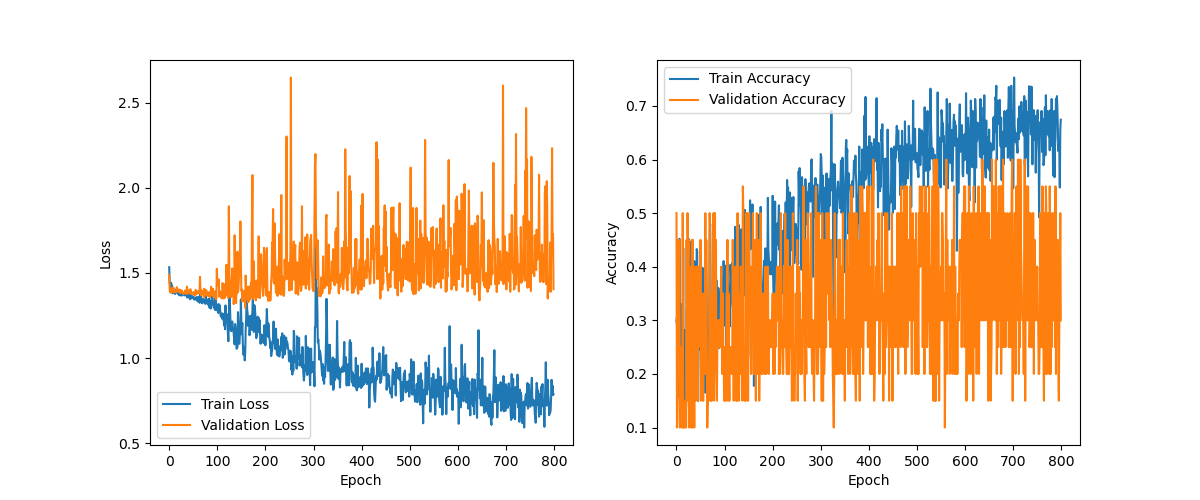 2.5
2.0
1.5
1.0
0.5
Loss
Train Loss
Validation Loss
0 100 200 300 400 500 600 700 800
Epoch
Train Accuracy
Validation Accuracy
0.7
0.6
0.5
0.4
0.3
0.2
0.1
Accuracy
0 100 200 300 400 500 600 700 800
Epoch